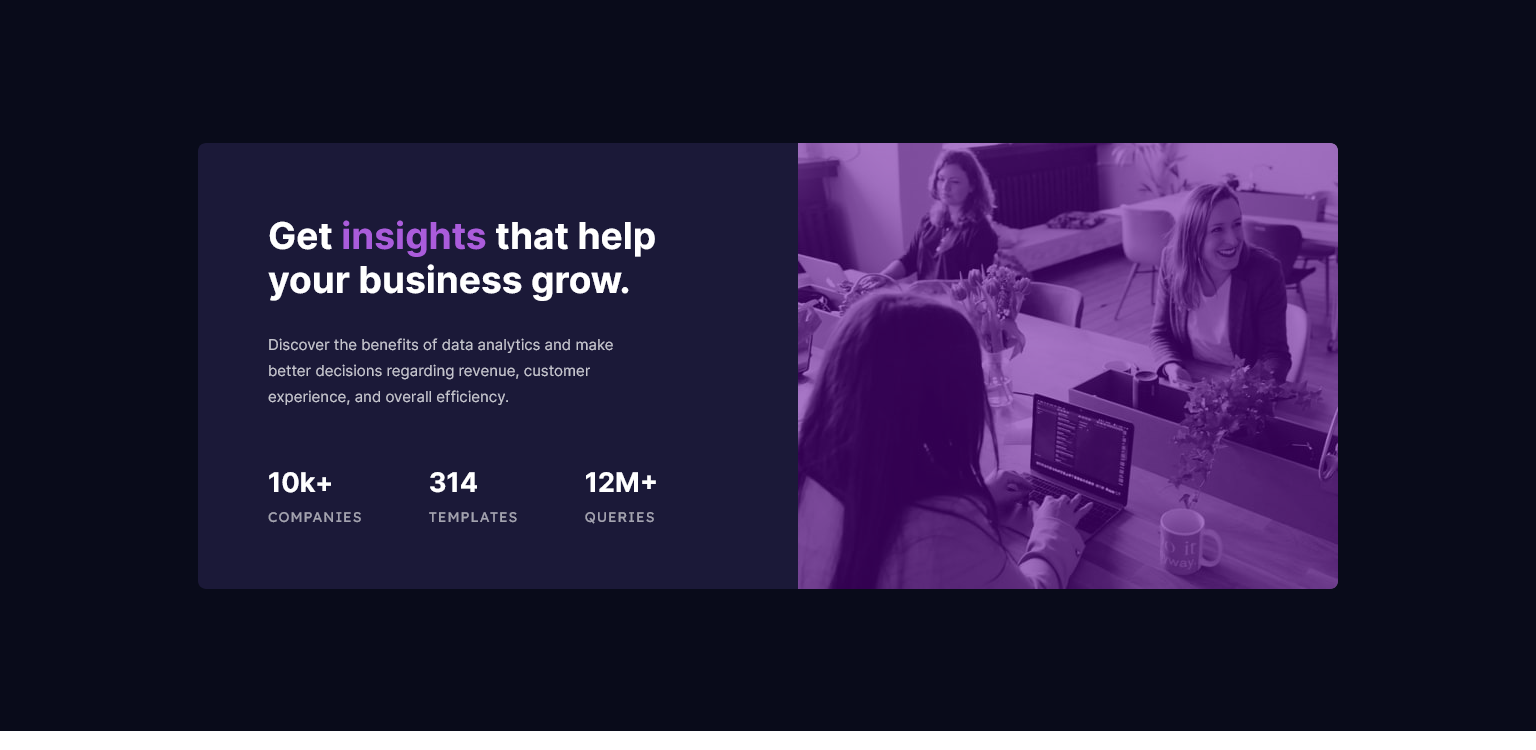 Get insights that help
your business grow.
Discover the benefits of data analytics and make
better decisions regarding revenue, customer
experience, and overall efficiency.
10k+ 314 12M+
COMPANIES TEMPLATES QUERIES